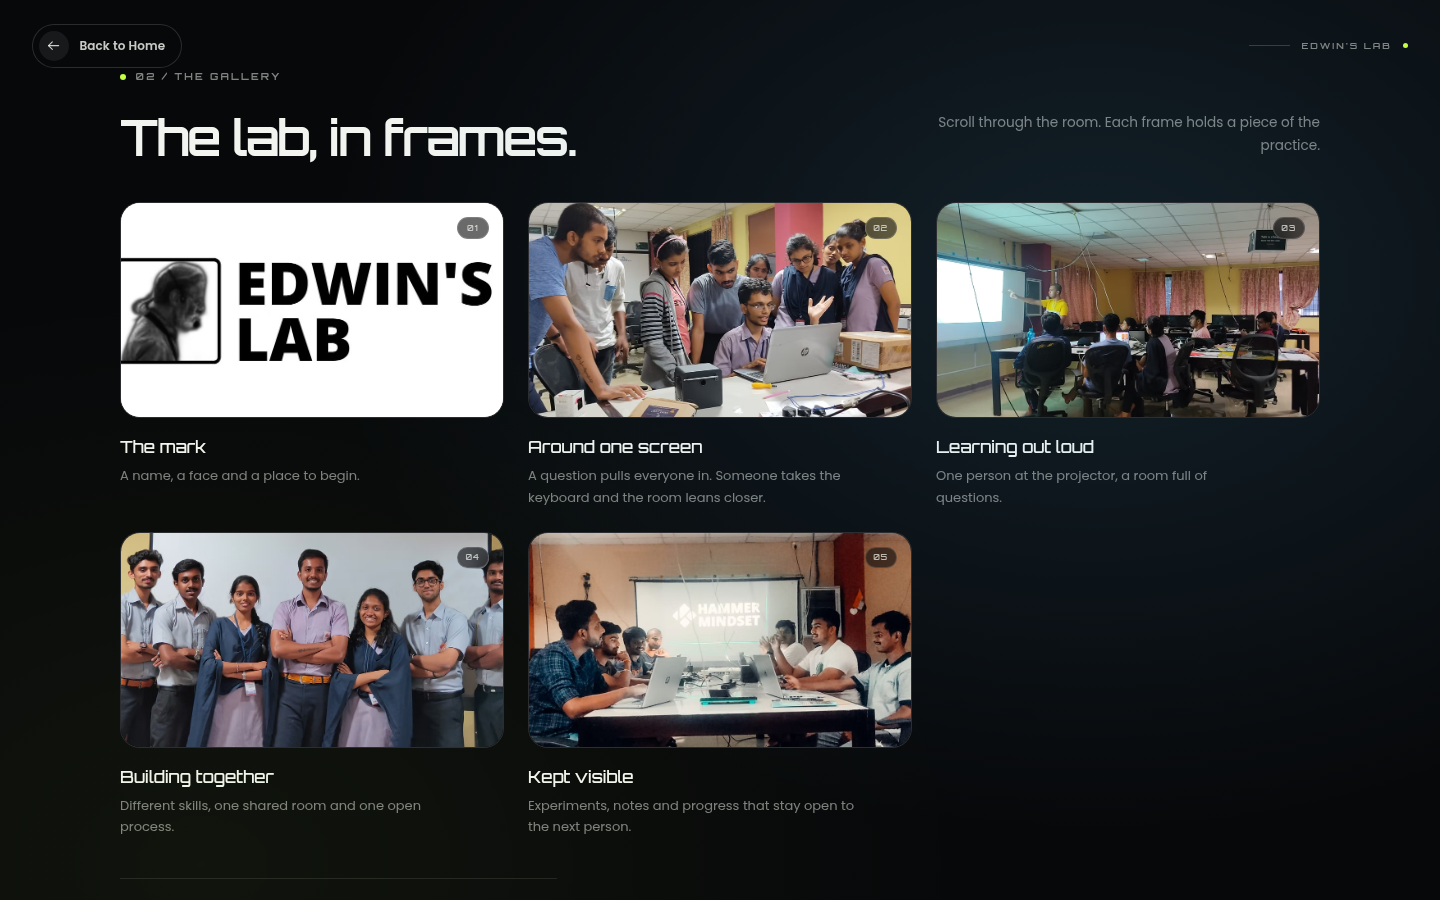 Back to Home
EDWIN'S LAB
02 / THE GALLERY
The lab, in frames.
Scroll through the room. Each frame holds a piece of the
practice.
01
EDWIN'S
LAB
02
hp
03
The mark
A name, a face and a place to begin.
Around one screen
A question pulls everyone in. Someone takes the
keyboard and the room leans closer.
Learning out loud
One person at the projector, a room full of
questions.
04
05
HAMMER
MINDSET
Building together
Different skills, one shared room and one open
process.
Kept visible
Experiments, notes and progress that stay open to
the next person.